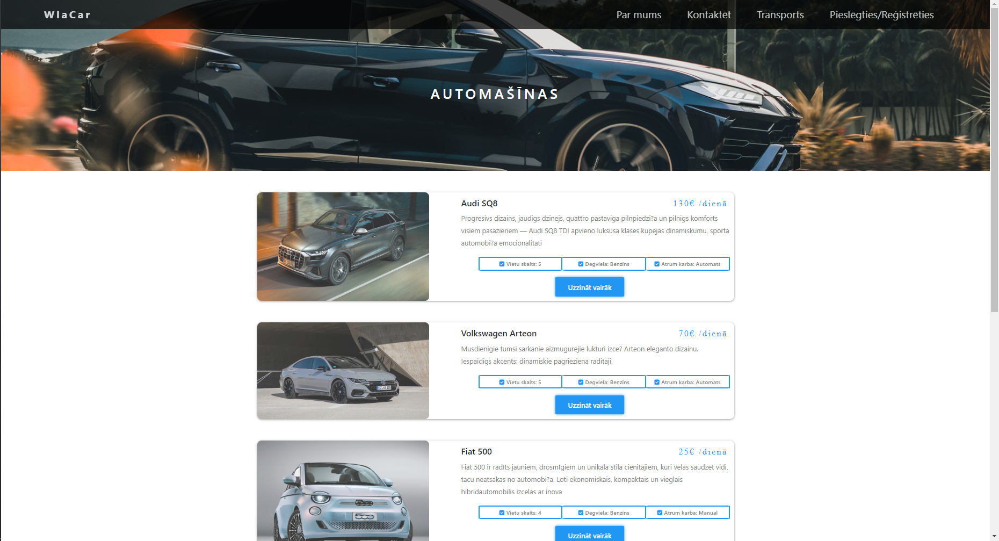 WlaCar
Par mums
Kontaktēt
Transports
Pieslēgties/Reģistrēties
AUTOMAŠĪNAS
Audi SQ8
130€ /dienā
Progresivs dizains, jaudigs dzinejs, quattro pastaviga pilnpiedzi?a un pilnigs komforts
visiem pasazieriem — Audi SQ8 TDI apvieno luksusa klases kupejas dinamiskumu, sporta
automobi?a emocionalitati
Vietu skaits: 5
Degviela: Benzins
Atrum karba: Automats
Uzzināt vairāk
Volkswagen Arteon
70€ /dienā
Musdienigie tumsi sarkanie aizmugurejie lukturi izce? Arteon eleganto dizainu.
Iespaidigs akcents: dinamiskie pagrieziena raditaji.
Vietu skaits: 5
Degviela: Benzins
Atrum karba: Automats
Uzzināt vairāk
Fiat 500
25€ /dienā
Fiat 500 ir radIts jauniem, drosmIgiem un unikala stila cienitajiem, kuri velas saudzet vidi,
tacu neatsakas no automobi?a. Loti ekonomiskais, kompaktais un vieglais
hibridautomobilis izcelas ar inova
500
500
Vietu skaits: 4
Degviela: Benzins
Atrum karba: Manual
Uzzināt vairāk